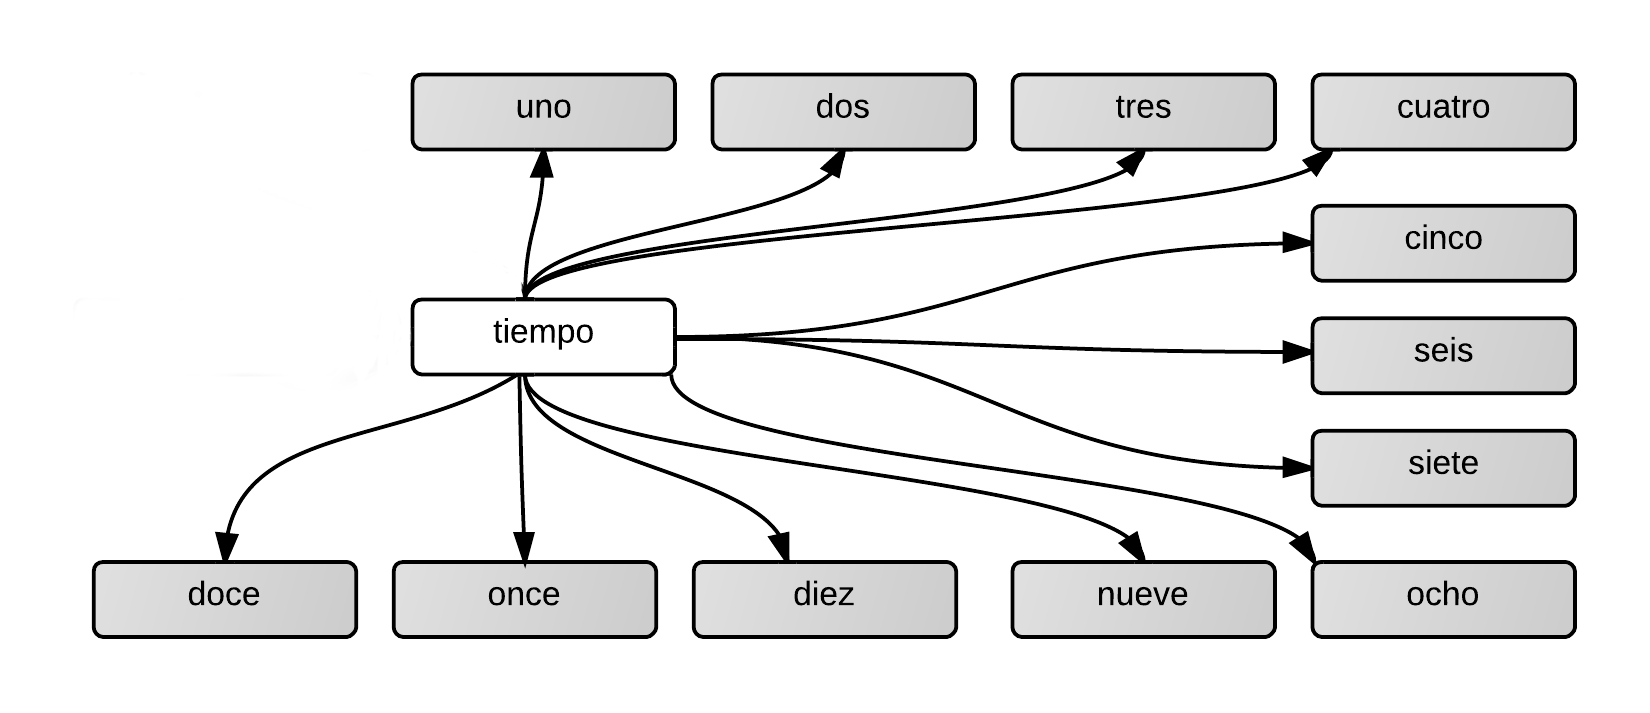 uno
dos
tres
cuatro
cinco
tiempo
seis
siete
doce
once
diez
nueve
ocho